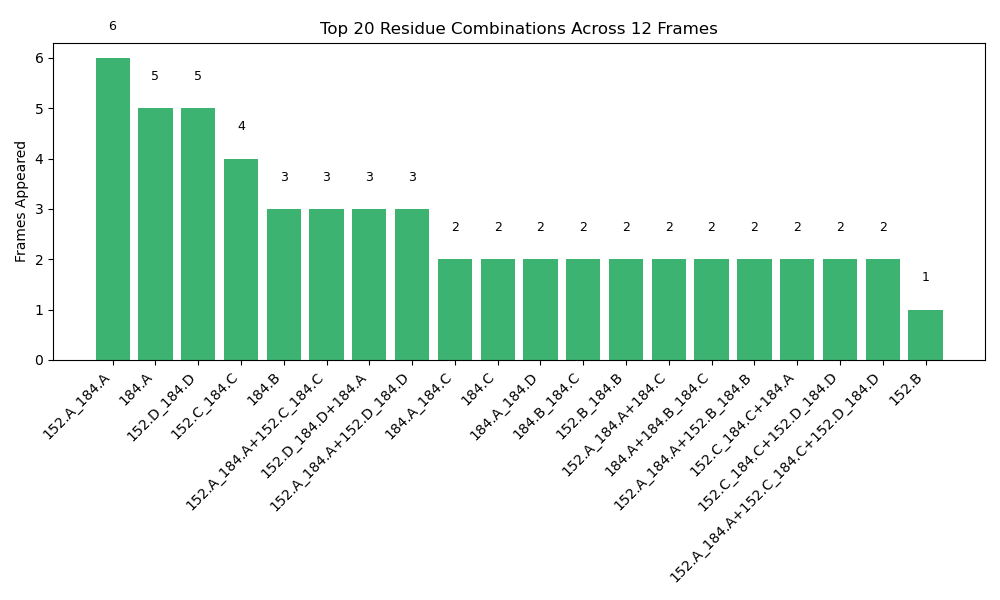 Top 20 Residue Combinations Across 12 Frames
Frames Appeared
6
5
4
3
2
1
0
6
5
5
4
3
3
3
3
2
2
2
2
2
2
2
2
2
2
2
1
152.A_184.A
184.A
152.D_184.D
152.C_184.C
184.B
152.A_184.A+152.C_184.C
152.D_184.D+184.A
152.A_184.A+152.D_184.D
184.A_184.C
184.C
184.A_184.D
184.B_184.C
152.B_184.B
152.A_184.A+184.C
184.A+184.B_184.C
152.A_184.A+152.B_184.B
152.C_184.C+184.A
152.C_184.C+152.D_184.D
152.A_184.A+152.C_184.C+152.D_184.D
152.B